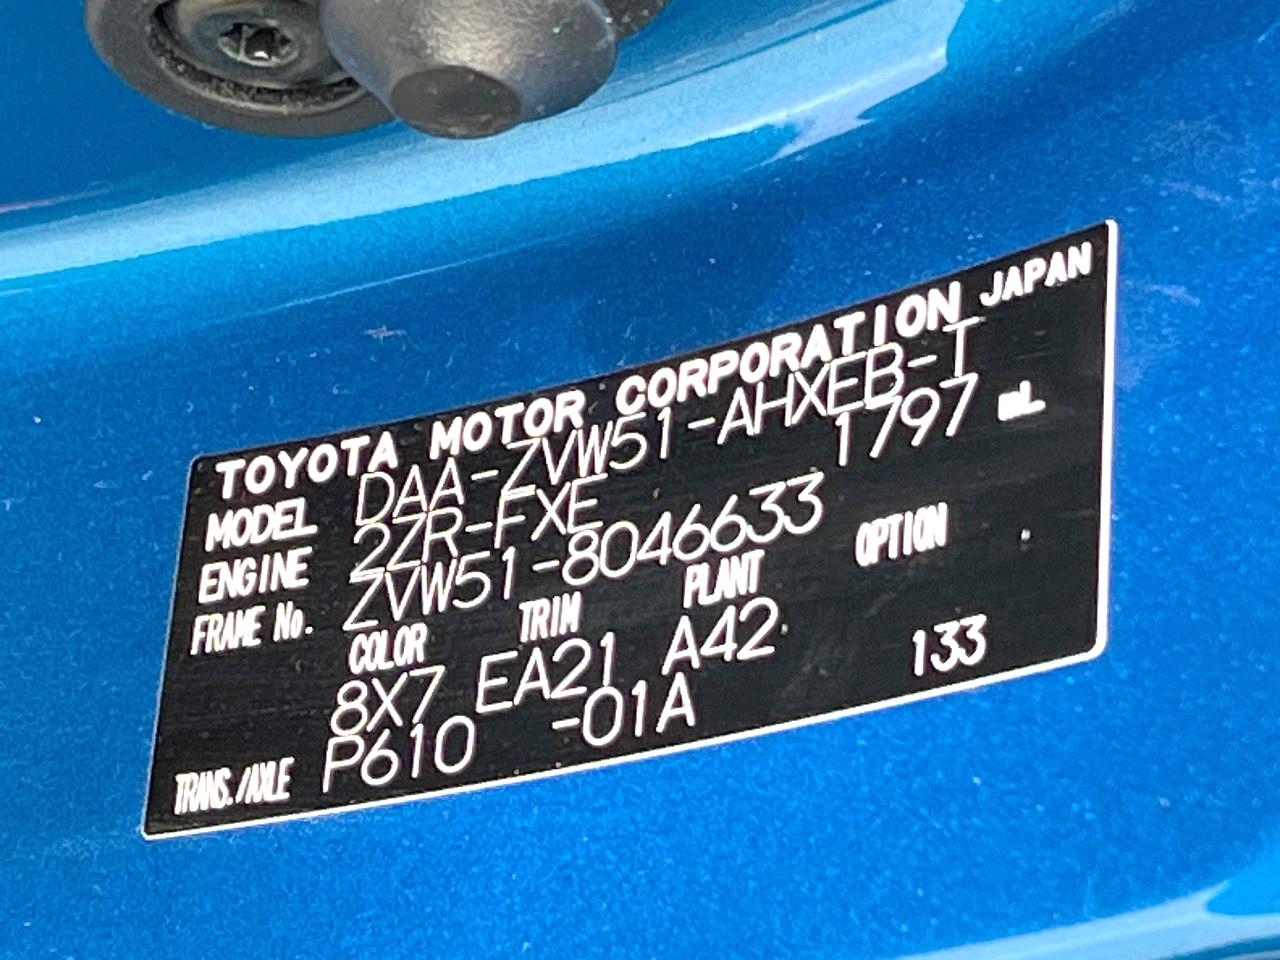 TOYOTA MOTOR CORPORATION JAPAN
MODEL DAA-ZVW51-AHXEB-T
ENGINE 2ZR-FXE 1797 mL
FRAME No. ZVW51-8046633
COLOR TRIM PLANT OPTION
8X7 EA21 A42
TRANS./AXLE P610 -01A 133